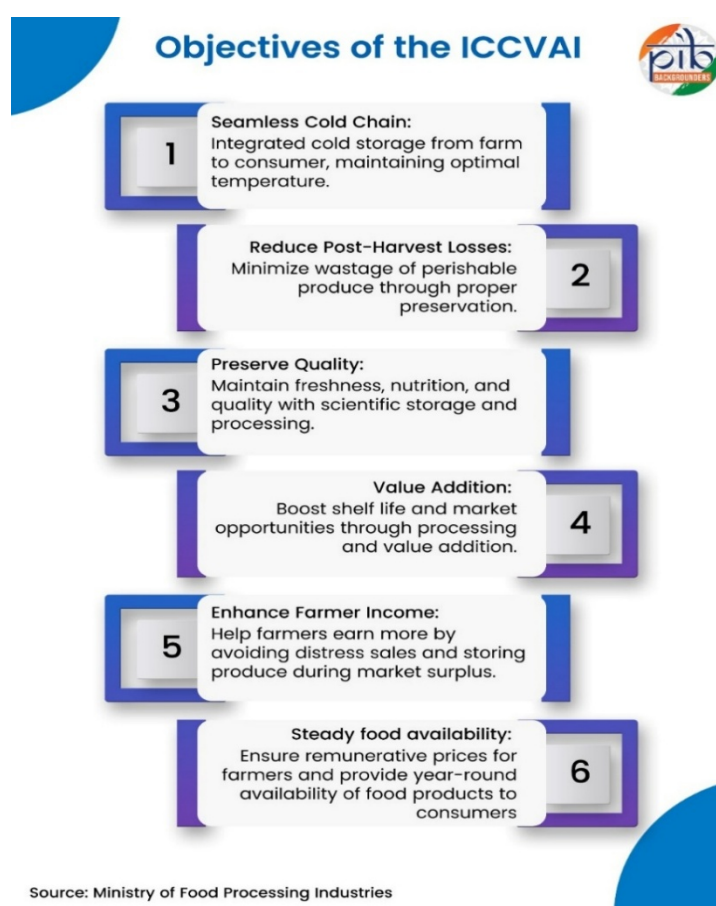 Objectives of the ICCVAI
pib
BACKGROUNDERS
1
Seamless Cold Chain:
Integrated cold storage from farm
to consumer, maintaining optimal
temperature.
Reduce Post-Harvest Losses:
Minimize wastage of perishable
produce through proper
preservation.
2
3
Preserve Quality:
Maintain freshness, nutrition, and
quality with scientific storage and
processing.
Value Addition:
Boost shelf life and market
opportunities through processing
and value addition.
4
5
Enhance Farmer Income:
Help farmers earn more by
avoiding distress sales and storing
produce during market surplus.
Steady food availability:
Ensure remunerative prices for
farmers and provide year-round
availability of food products to
consumers
6
Source: Ministry of Food Processing Industries